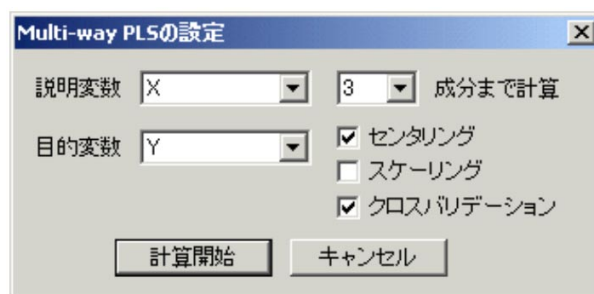 Multi-way PLSの設定
説明変数 X 3 成分まで計算
目的変数 Y センタリング
スケーリング
クロスバリデーション
計算開始 キャンセル